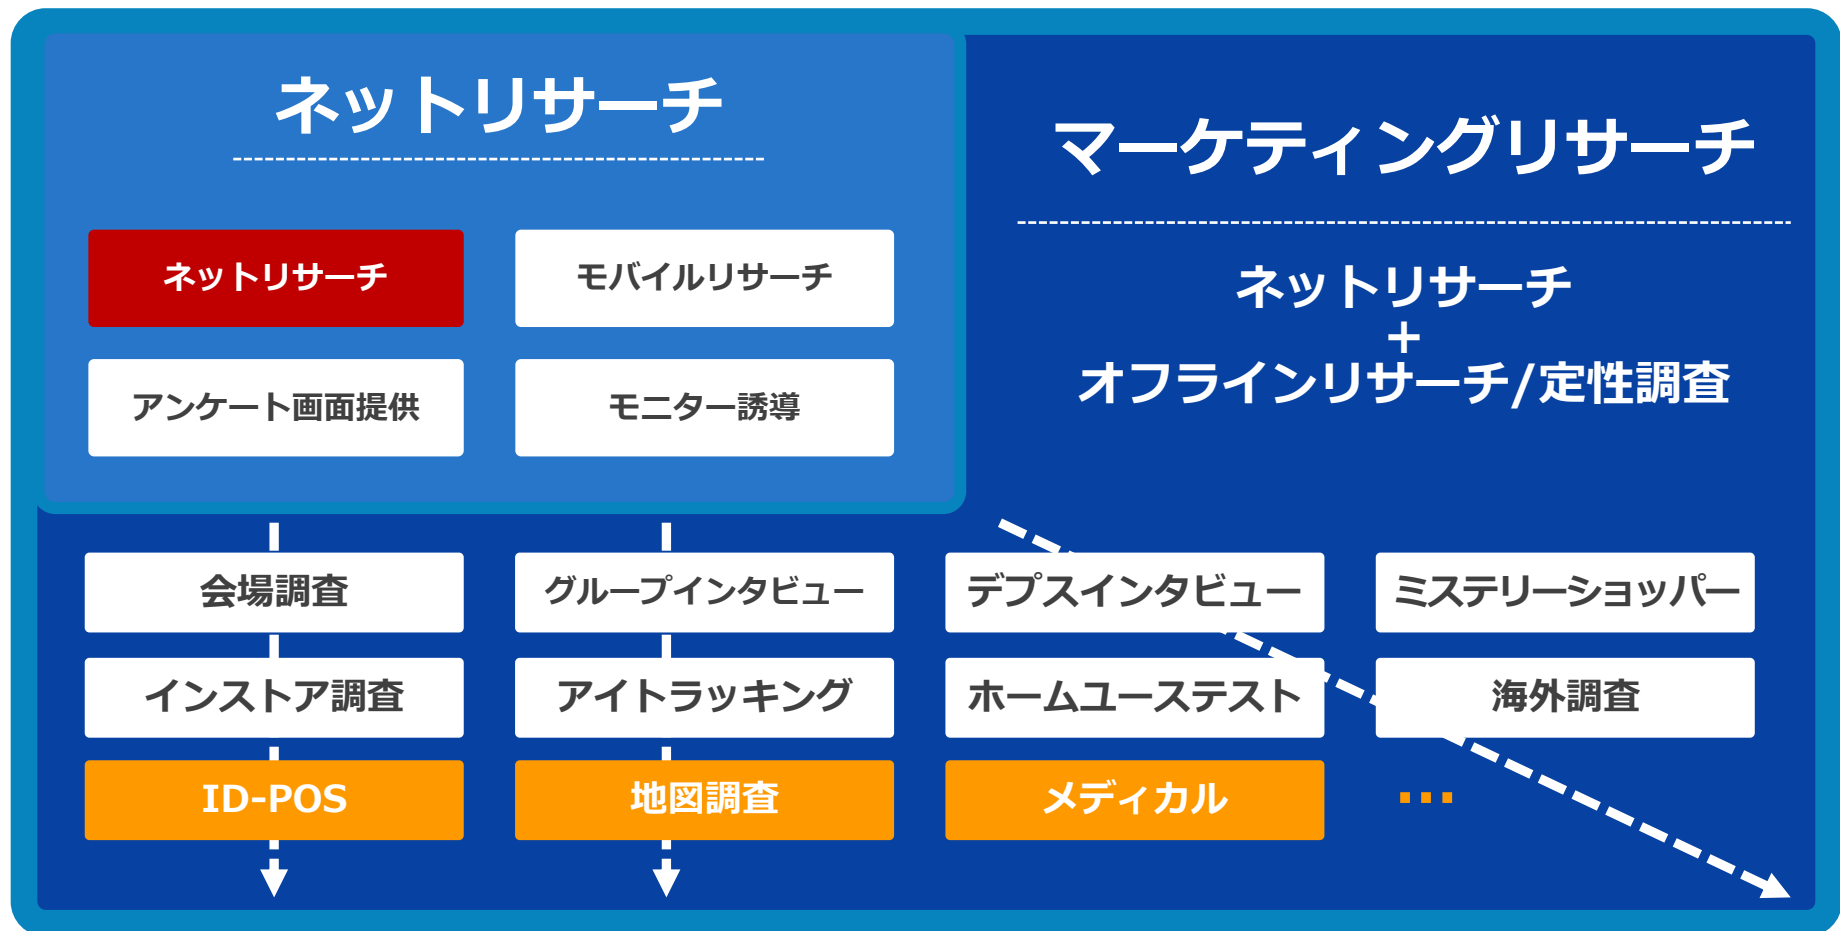 ネットリサーチ
マーケティングリサーチ
ネットリサーチ
モバイルリサーチ
アンケート画面提供
モニター誘導
ネットリサーチ
+
オフラインリサーチ/定性調査
会場調査
グループインタビュー
デプスインタビュー
ミステリーショッパー
インストア調査
アイトラッキング
ホームユーステスト
海外調査
ID-POS
地図調査
メディカル
…